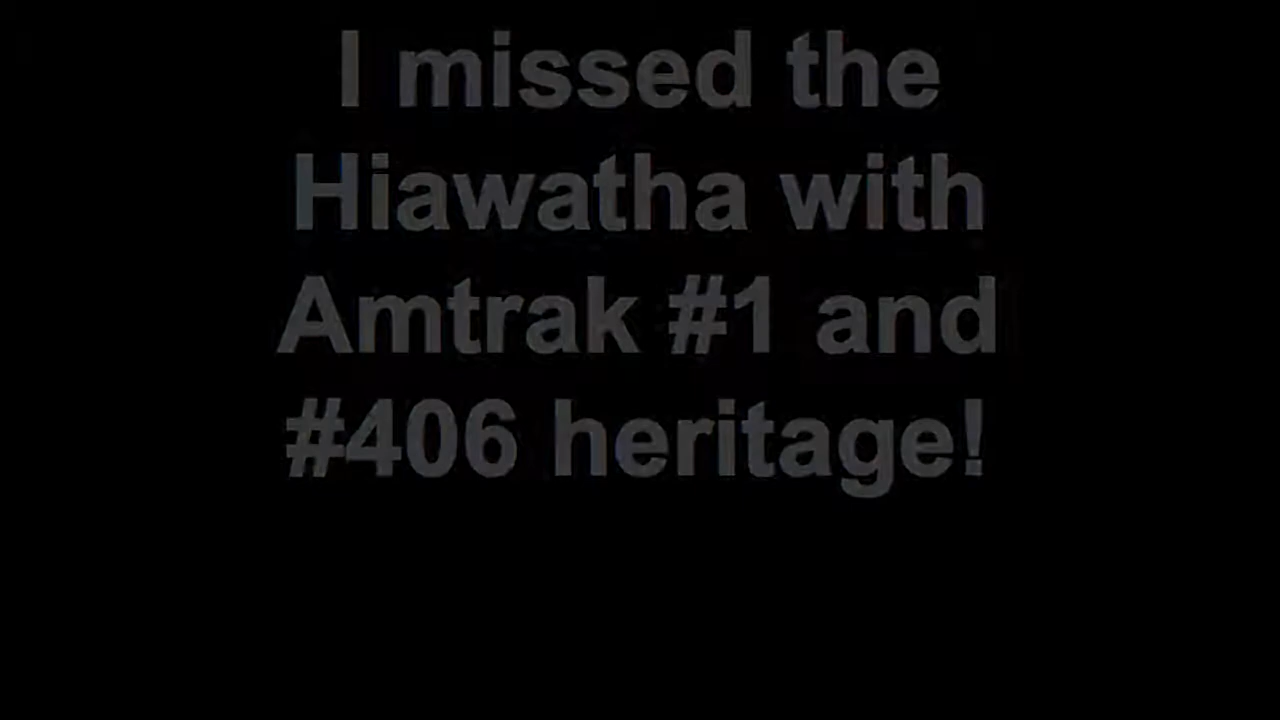 I missed the
Hiawatha with
Amtrak #1 and
#406 heritage!